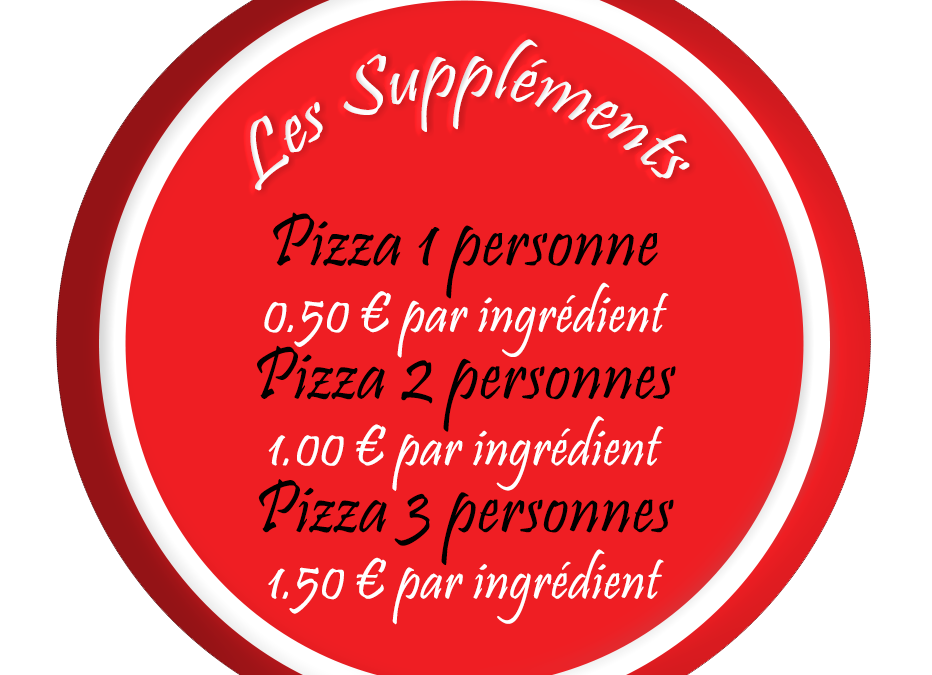 Les Suppléments
Pizza 1 personne
0.50 € par ingrédient
Pizza 2 personnes
1.00 € par ingrédient
Pizza 3 personnes
1.50 € par ingrédient